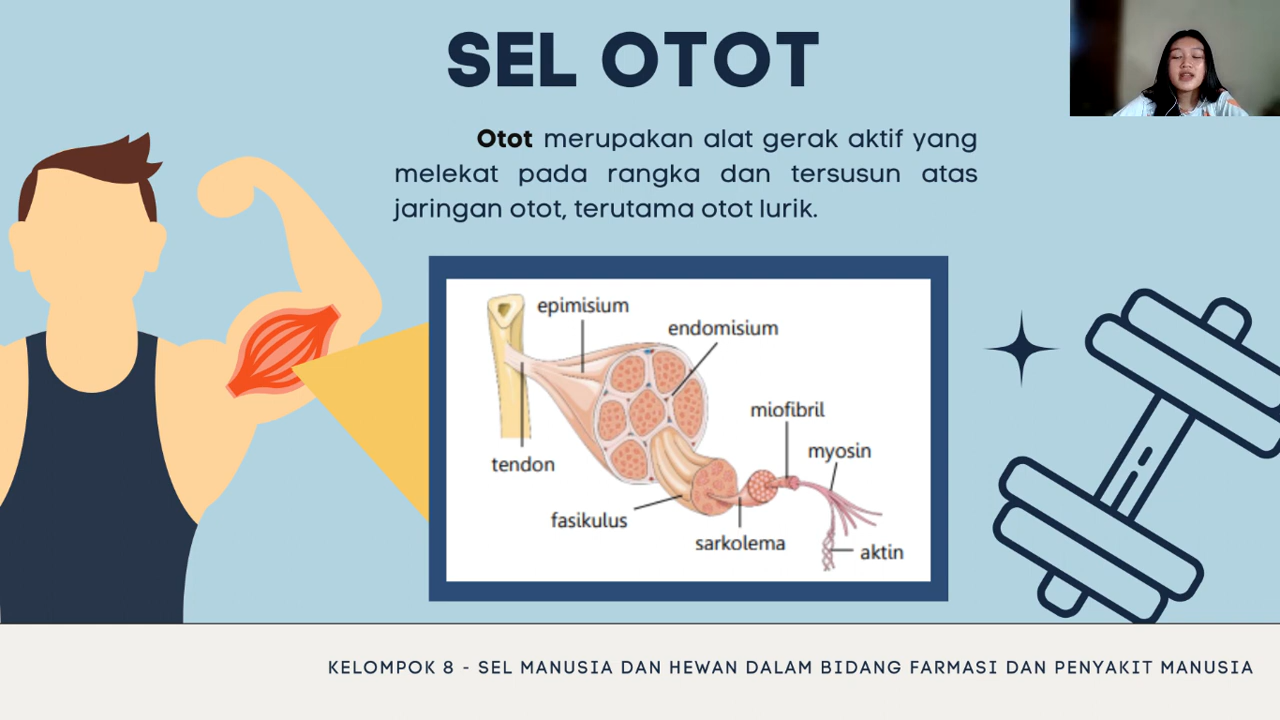 SEL OTOT
Otot merupakan alat gerak aktif yang
melekat pada rangka dan tersusun atas
jaringan otot, terutama otot lurik.
epimisium
endomisium
miofibril
myosin
tendon
fasikulus
sarkolema
aktin
KELOMPOK 8 - SEL MANUSIA DAN HEWAN DALAM BIDANG FARMASI DAN PENYAKIT MANUSIA